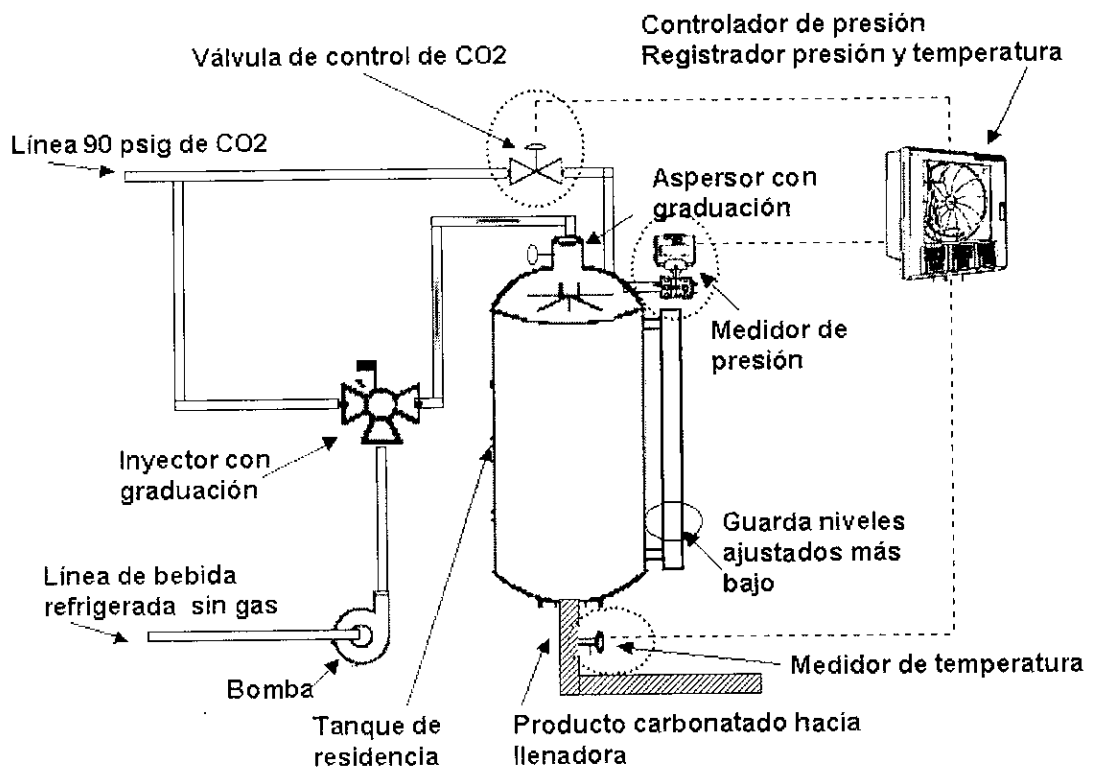 Controlador de presión
Registrador presión y temperatura
Válvula de control de CO2
Línea 90 psig de CO2
Aspersor con
graduación
Medidor de
presión
Inyector con
graduación
Guarda niveles
ajustados más
bajo
Línea de bebida
refrigerada sin gas
Medidor de temperatura
Bomba
Tanque de
residencia
Producto carbonatado hacia
llenadora